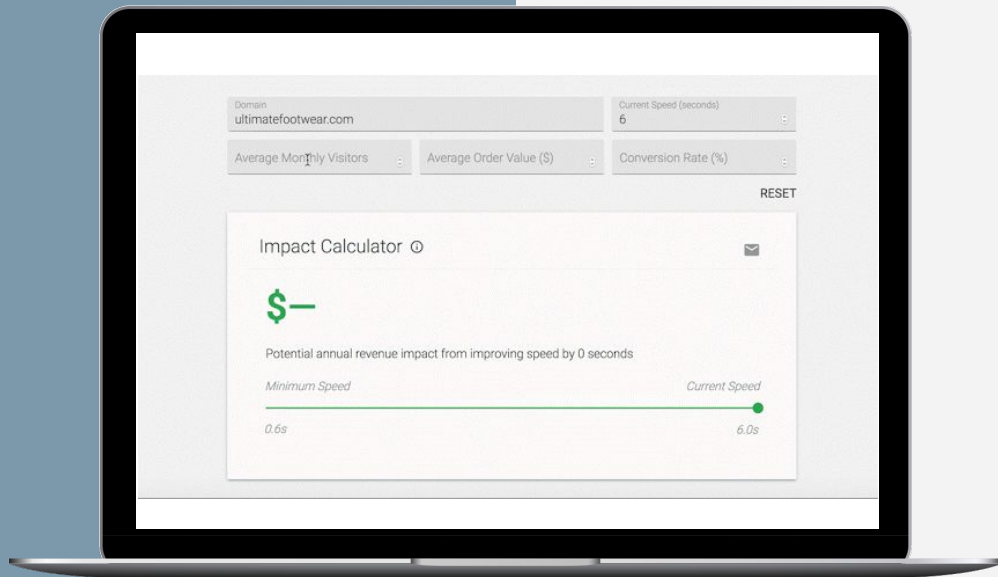 Domain
ultimatefootwear.com
Current Speed (seconds)
6
Average Monthly Visitors
Average Order Value ($)
Conversion Rate (%)
RESET
Impact Calculator
$—
Potential annual revenue impact from improving speed by 0 seconds
Minimum Speed
Current Speed
0.6s
6.0s